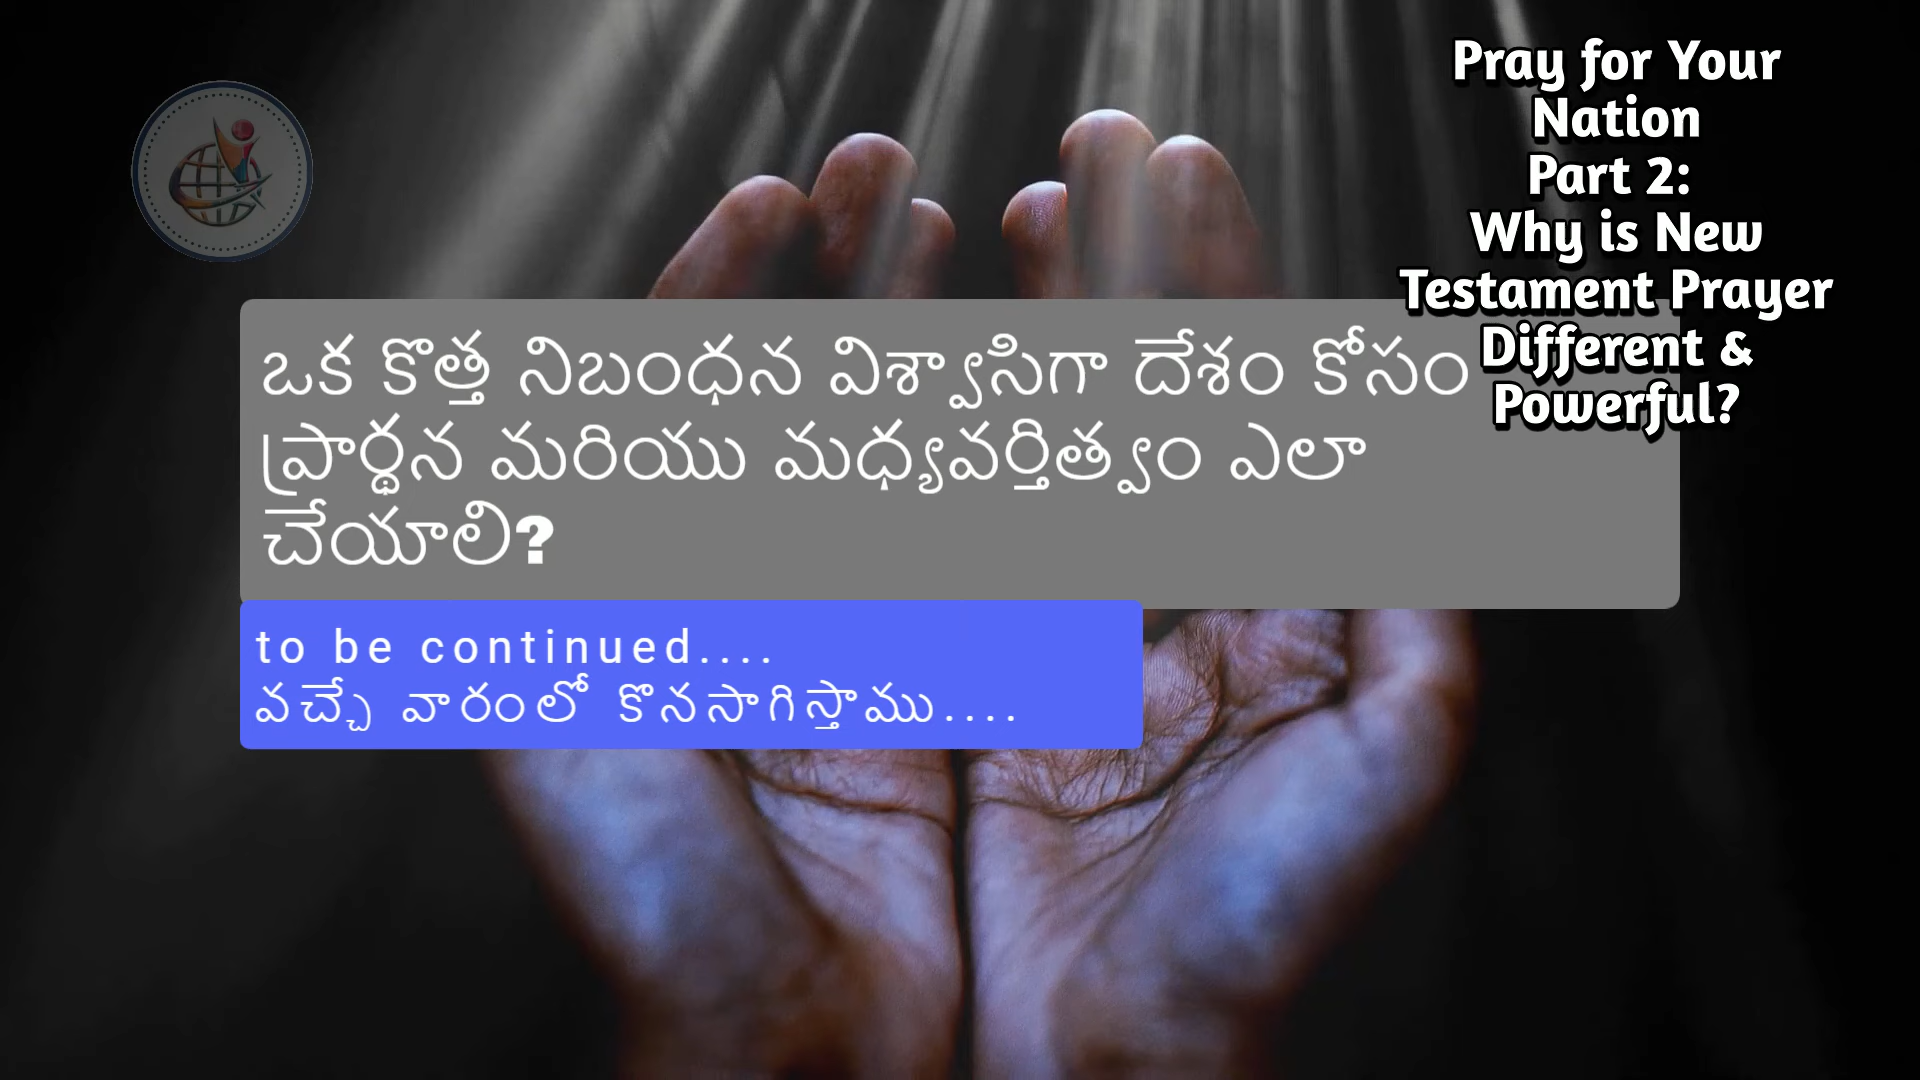 Pray for Your
Nation
Part 2:
Why is New
Testament Prayer
Different &
Powerful?
ఒక కొత్త నిబంధన విశ్వాసిగా దేశం కోసం
ప్రార్థన మరియు మధ్యవర్తిత్వం ఎలా
చేయాలి?
to be continued....
వచ్చే వారంలో కొనసాగిస్తాము....